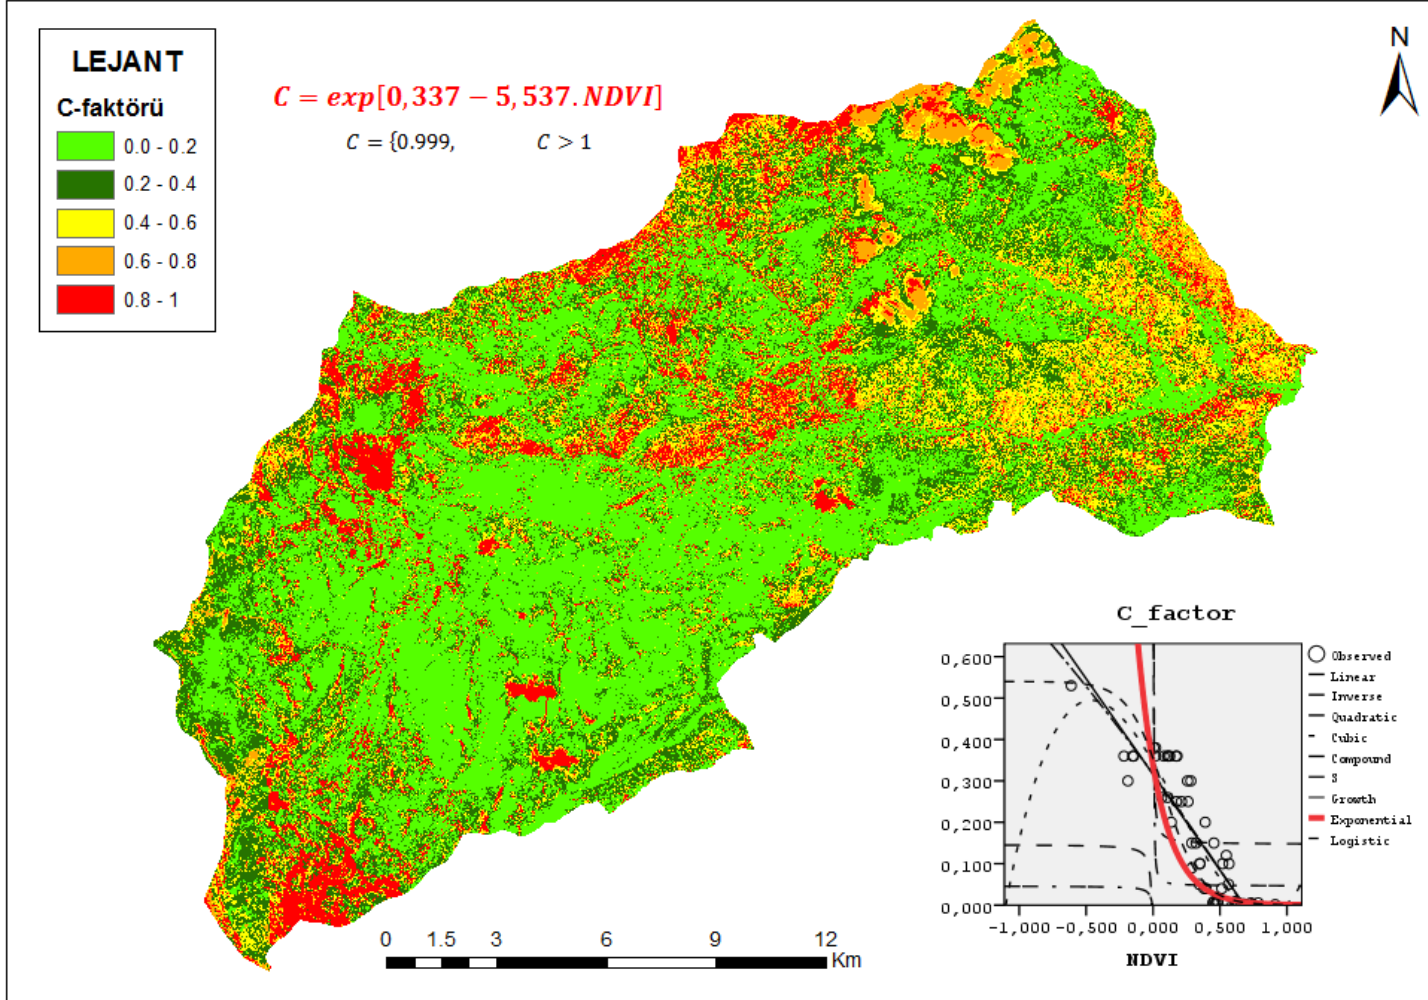 LEJANT
C-faktörü
0.0 - 0.2
0.2 - 0.4
0.4 - 0.6
0.6 - 0.8
0.8 - 1
C = exp[0,337 − 5,537. NDVI]
C = {0.999, C > 1
N
C_factor
0,600
0,500
0,400
0,300
0,200
0,100
0,000
-1,000 -0,500 0,000 0,500 1,000
NDVI
Observed
Linear
Inverse
Quadratic
Cubic
Compound
S
Growth
Exponential
Logistic
0 1.5 3 6 9 12
Km